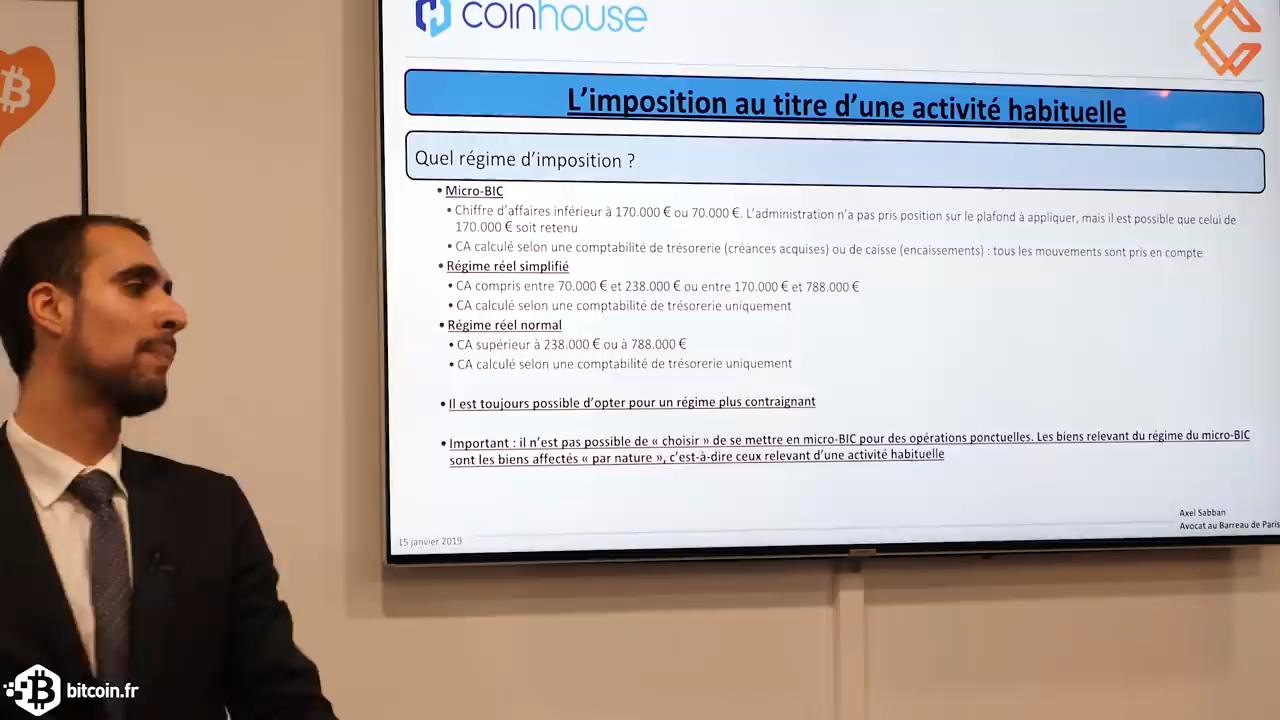 coinhouse
L'imposition au titre d'une activité habituelle
Quel régime d'imposition ?
• Micro-BIC
• Chiffre d'affaires inférieur à 170.000 € ou 70.000 €. L'administration n'a pas pris position sur le plafond à appliquer, mais il est possible que celui de
170.000 € soit retenu
• CA calculé selon une comptabilité de trésorerie (créances acquises) ou de caisse (encaissements) : tous les mouvements sont pris en compte
• Régime réel simplifié
• CA compris entre 70.000 € et 238.000 € ou entre 170.000 € et 788.000 €
• CA calculé selon une comptabilité de trésorerie uniquement
• Régime réel normal
• CA supérieur à 238.000 € ou à 788.000 €
• CA calculé selon une comptabilité de trésorerie uniquement
• Il est toujours possible d'opter pour un régime plus contraignant
• Important : il n'est pas possible de « choisir » de se mettre en micro-BIC pour des opérations ponctuelles. Les biens relevant du régime du micro-BIC
sont les biens affectés « par nature », c'est-à-dire ceux relevant d'une activité habituelle
Axel Sabban
Avocat au Barreau de Paris
15 janvier 2019
bitcoin.fr